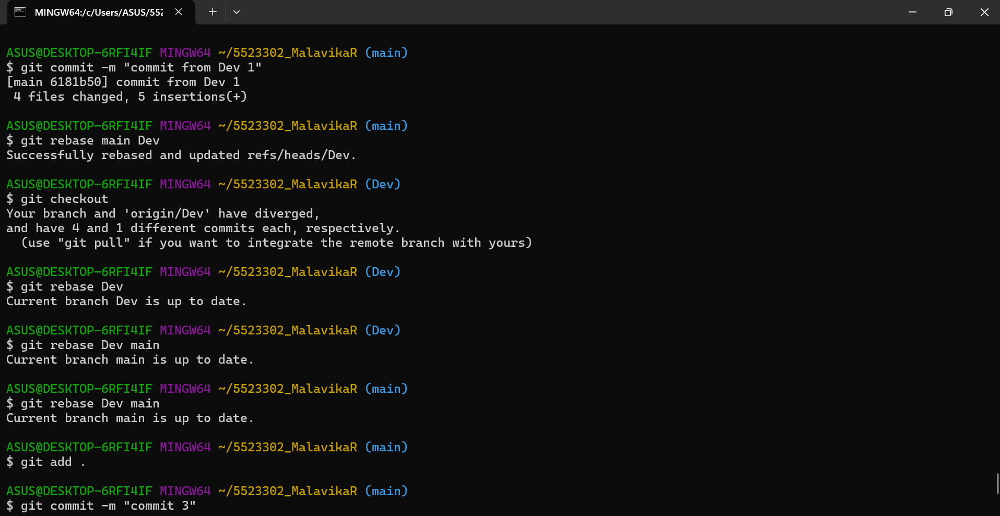 MINGW64:/c/Users/ASUS/552
ASUS@DESKTOP-6RFI4IF MINGW64 ~/5523302_MalavikaR (main)
$ git commit -m "commit from Dev 1"
[main 6181b50] commit from Dev 1
 4 files changed, 5 insertions(+)
ASUS@DESKTOP-6RFI4IF MINGW64 ~/5523302_MalavikaR (main)
$ git rebase main Dev
Successfully rebased and updated refs/heads/Dev.
ASUS@DESKTOP-6RFI4IF MINGW64 ~/5523302_MalavikaR (Dev)
$ git checkout
Your branch and 'origin/Dev' have diverged,
and have 4 and 1 different commits each, respectively.
  (use "git pull" if you want to integrate the remote branch with yours)
ASUS@DESKTOP-6RFI4IF MINGW64 ~/5523302_MalavikaR (Dev)
$ git rebase Dev
Current branch Dev is up to date.
ASUS@DESKTOP-6RFI4IF MINGW64 ~/5523302_MalavikaR (Dev)
$ git rebase Dev main
Current branch main is up to date.
ASUS@DESKTOP-6RFI4IF MINGW64 ~/5523302_MalavikaR (main)
$ git rebase Dev main
Current branch main is up to date.
ASUS@DESKTOP-6RFI4IF MINGW64 ~/5523302_MalavikaR (main)
$ git add .
ASUS@DESKTOP-6RFI4IF MINGW64 ~/5523302_MalavikaR (main)
$ git commit -m "commit 3"